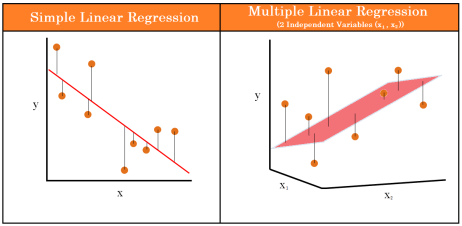 Simple Linear Regression
Multiple Linear Regression
(2 Independent Variables (x₁, x₂))
y
x
y
x₁
x₂